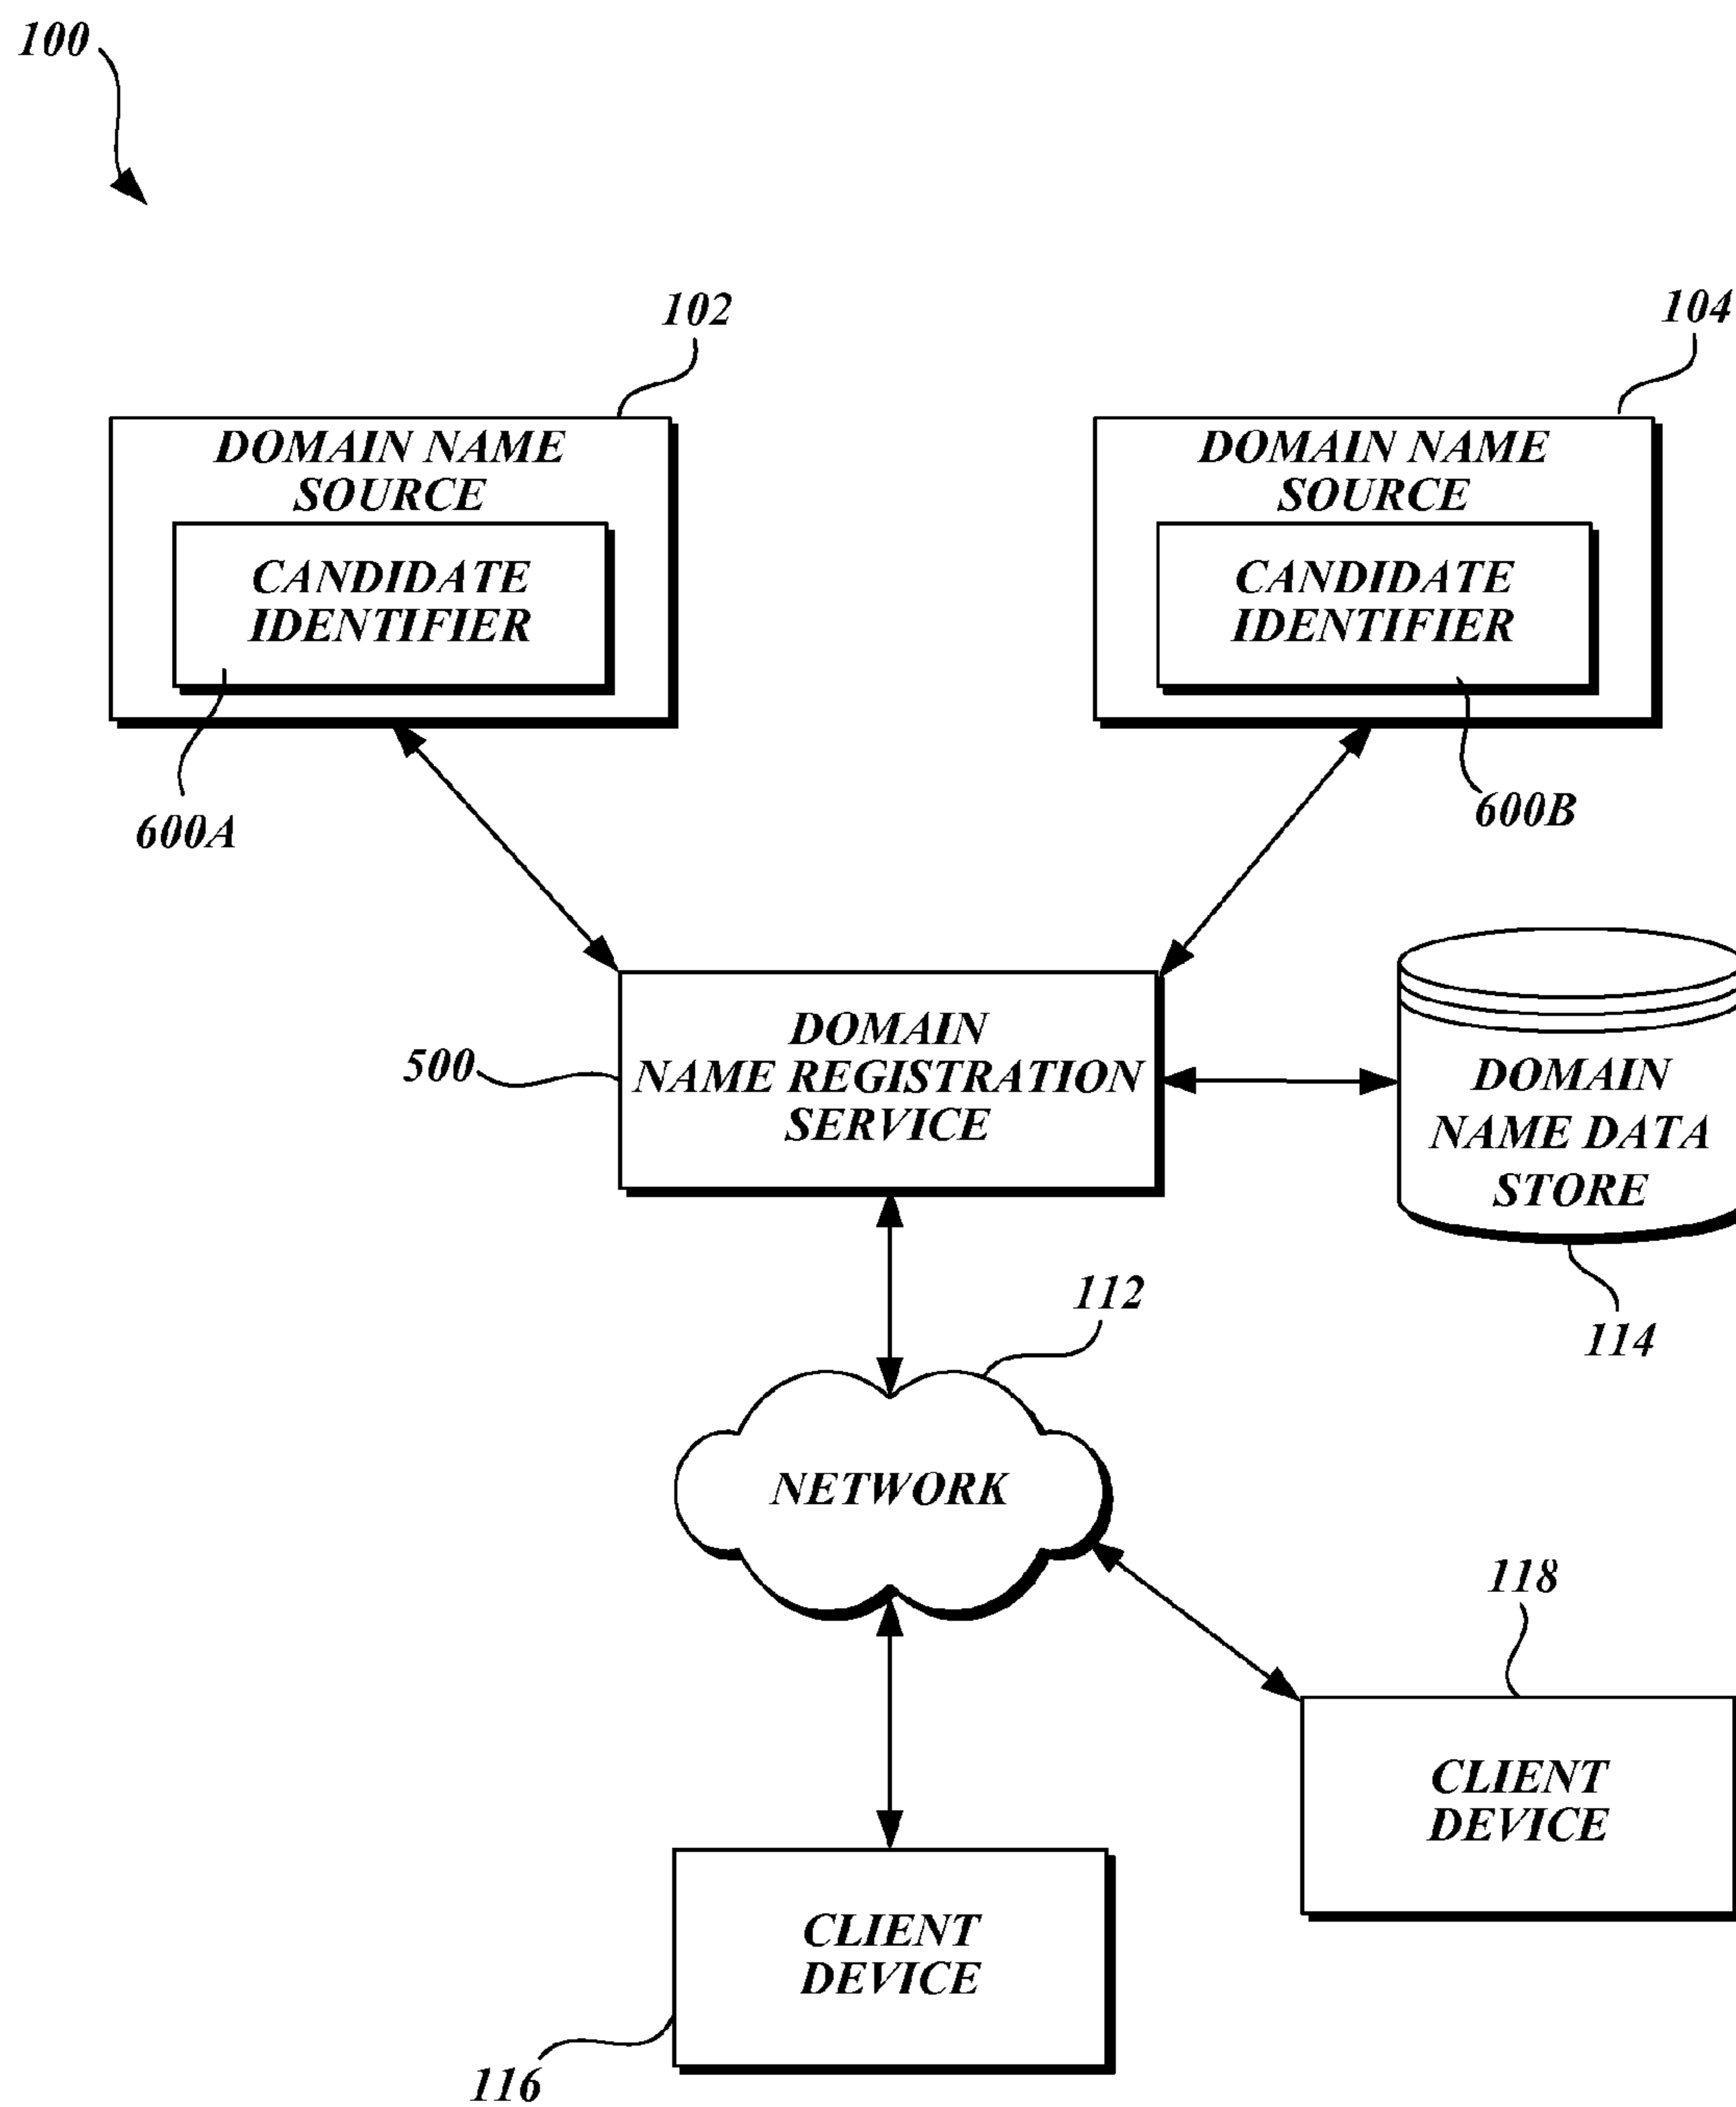 100
102
104
DOMAIN NAME
SOURCE
CANDIDATE
IDENTIFIER
600A
DOMAIN NAME
SOURCE
CANDIDATE
IDENTIFIER
600B
500
DOMAIN
NAME REGISTRATION
SERVICE
DOMAIN
NAME DATA
STORE
114
112
NETWORK
118
CLIENT
DEVICE
CLIENT
DEVICE
116